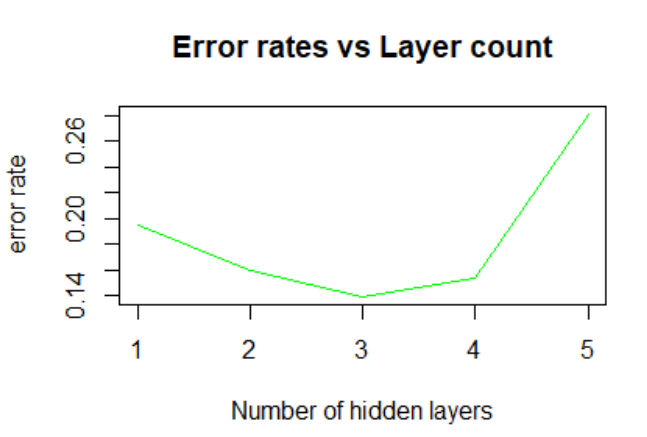 Error rates vs Layer count
error rate
0.26
0.20
0.14
1 2 3 4 5
Number of hidden layers